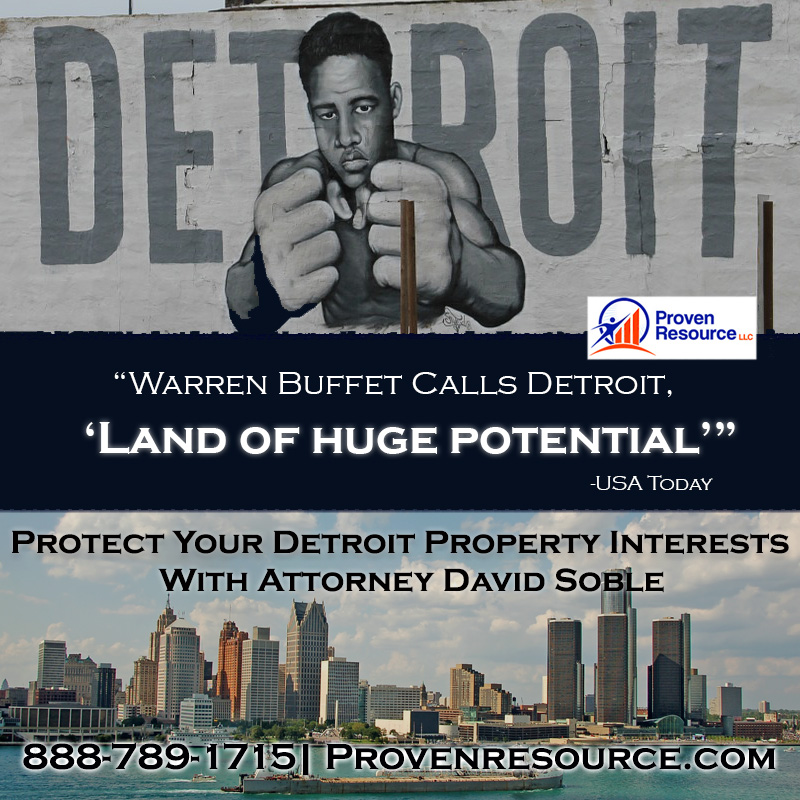 DETROIT
Proven
Resource LLC
“Warren Buffet Calls Detroit,
‘Land of huge potential’”
-USA Today
Protect Your Detroit Property Interests
With Attorney David Soble
888-789-1715| Provenresource.com